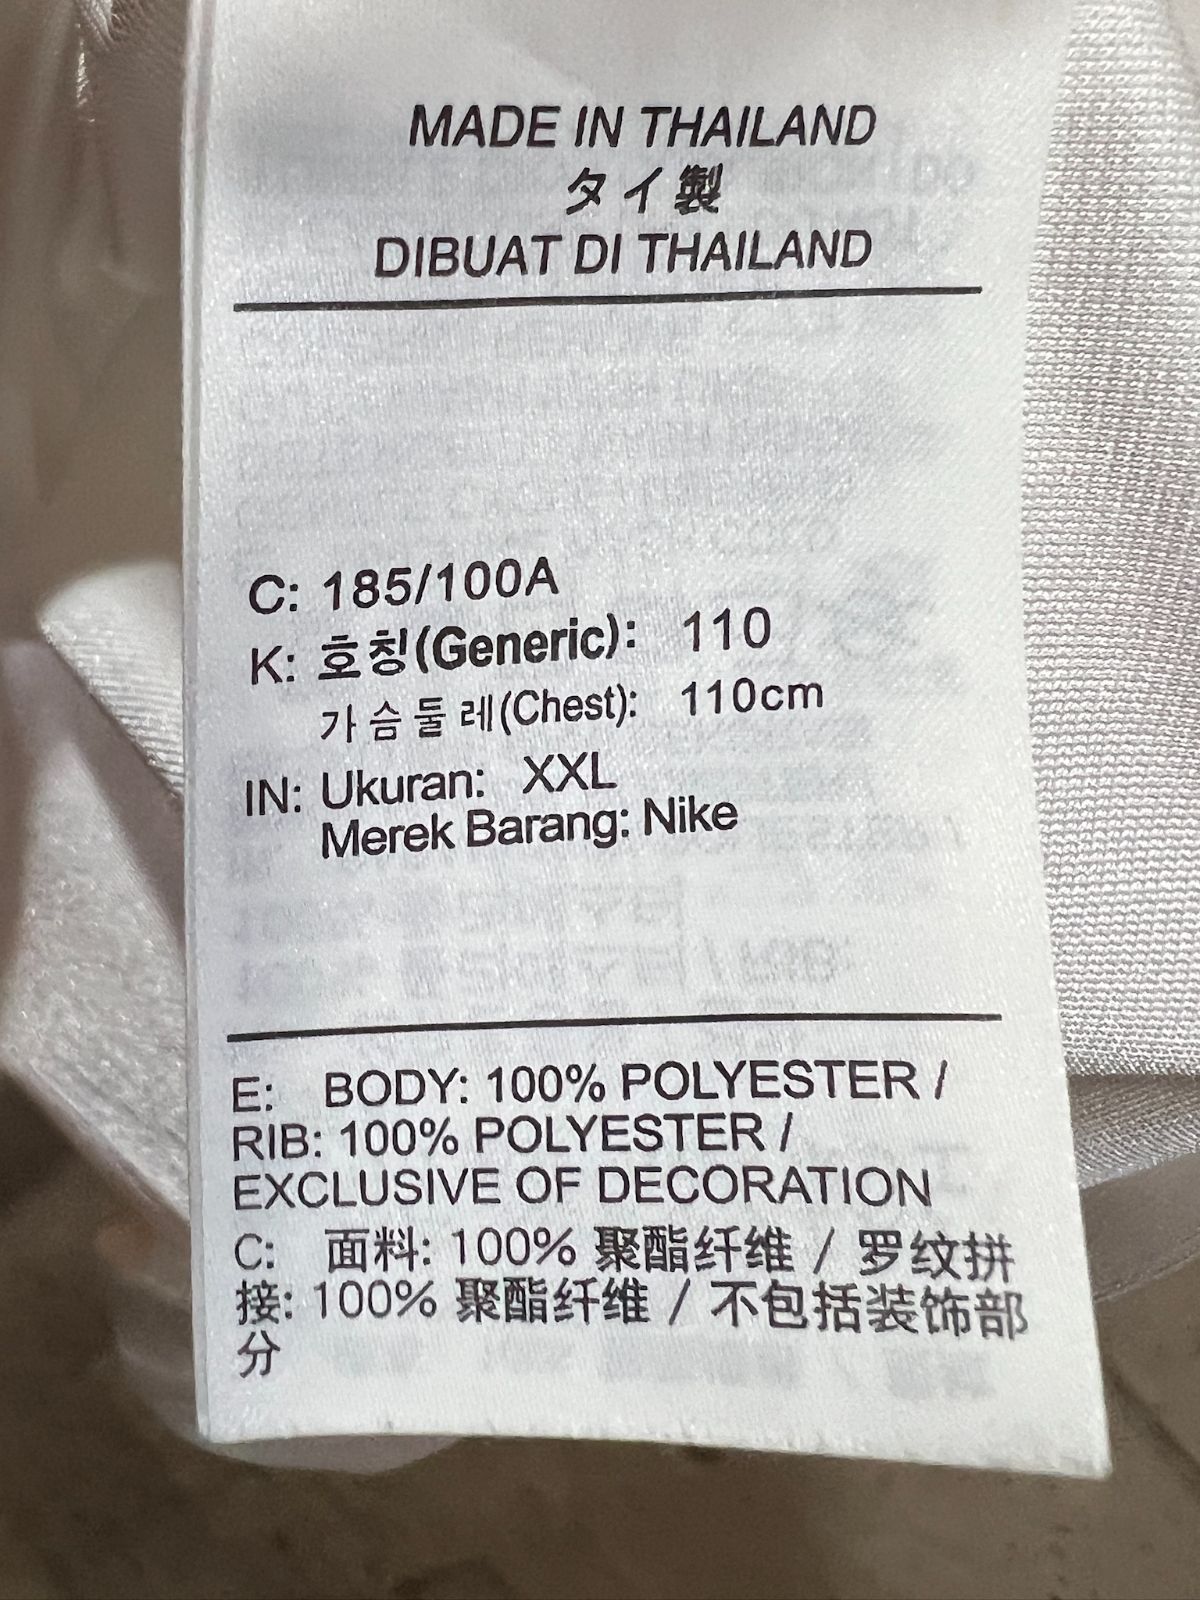 MADE IN THAILAND
タイ製
DIBUAT DI THAILAND
C: 185/100A
K: 호칭(Generic): 110
가슴둘레(Chest): 110cm
IN: Ukuran: XXL
Merek Barang: Nike
E: BODY: 100% POLYESTER /
RIB: 100% POLYESTER /
EXCLUSIVE OF DECORATION
C: 面料: 100% 聚酯纤维 / 罗纹拼
接: 100% 聚酯纤维 / 不包括装饰部
分